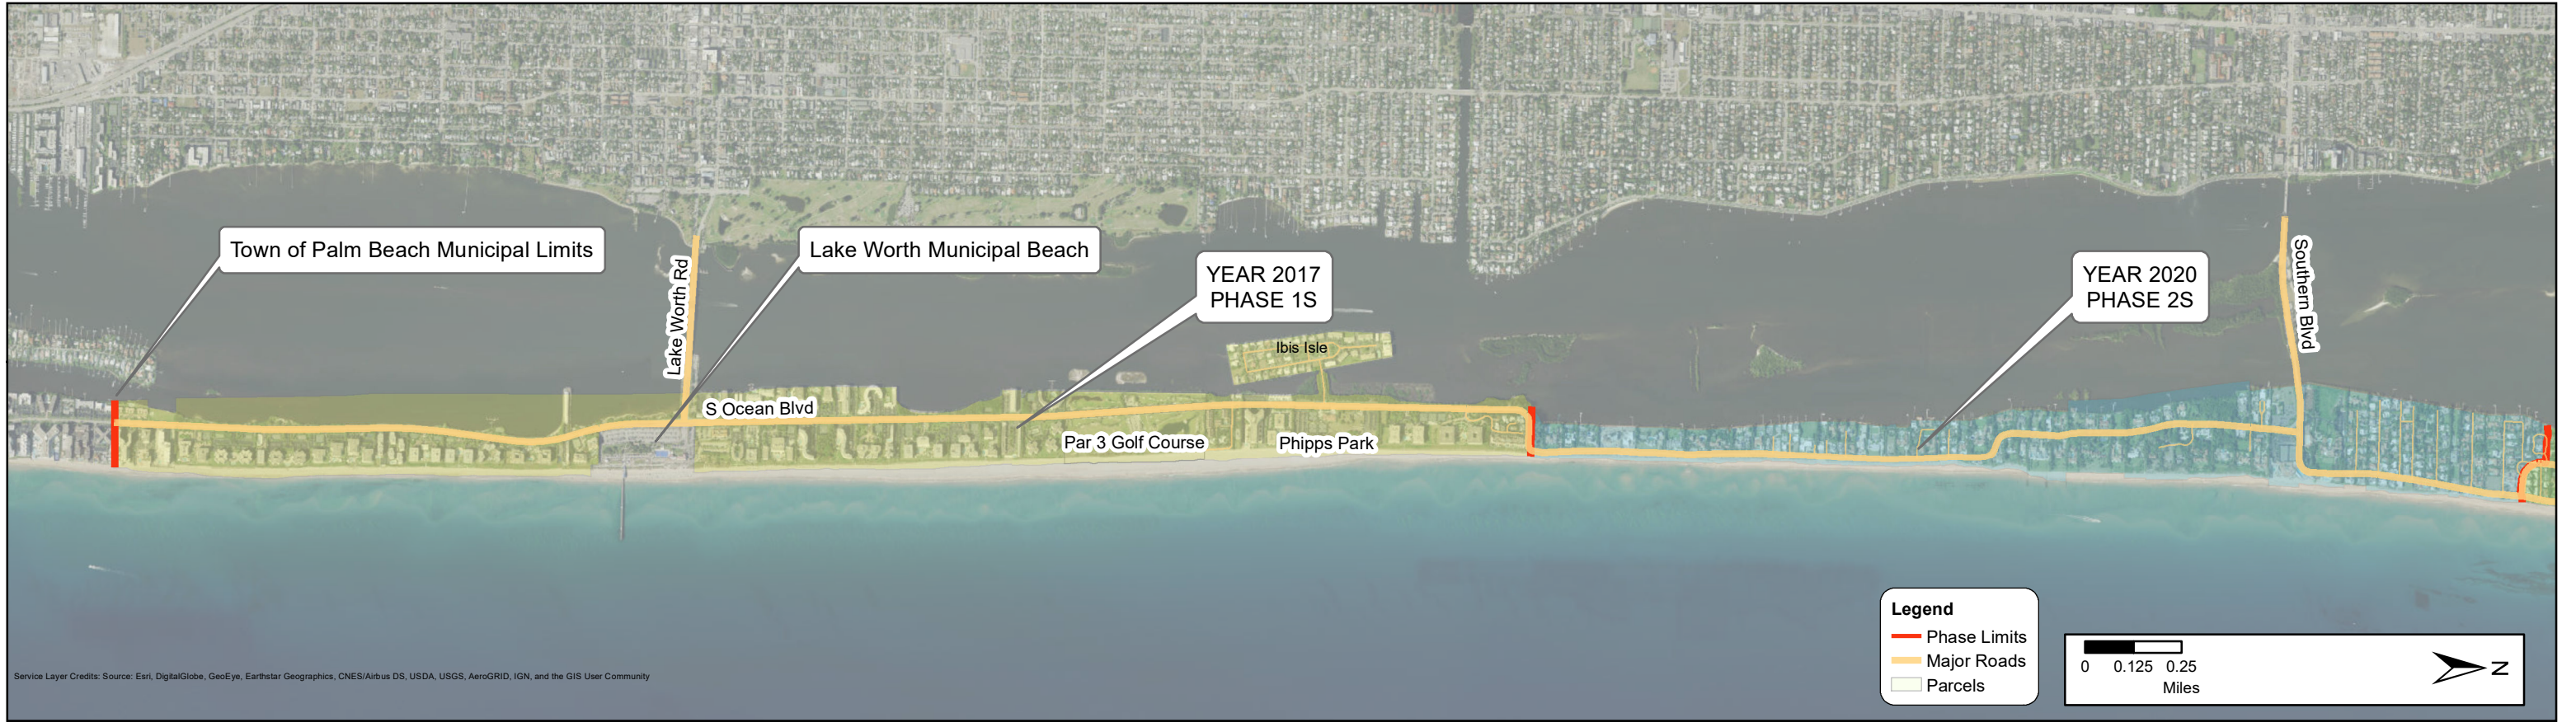 Town of Palm Beach Municipal Limits
Lake Worth Rd
Lake Worth Municipal Beach
YEAR 2017
PHASE 1S
YEAR 2020
PHASE 2S
Southern Blvd
Ibis Isle
S Ocean Blvd
Par 3 Golf Course
Phipps Park
Legend
Phase Limits
Major Roads
Parcels
0 0.125 0.25
Miles
N
Service Layer Credits: Source: Esri, DigitalGlobe, GeoEye, Earthstar Geographics, CNES/Airbus DS, USDA, USGS, AeroGRID, IGN, and the GIS User Community